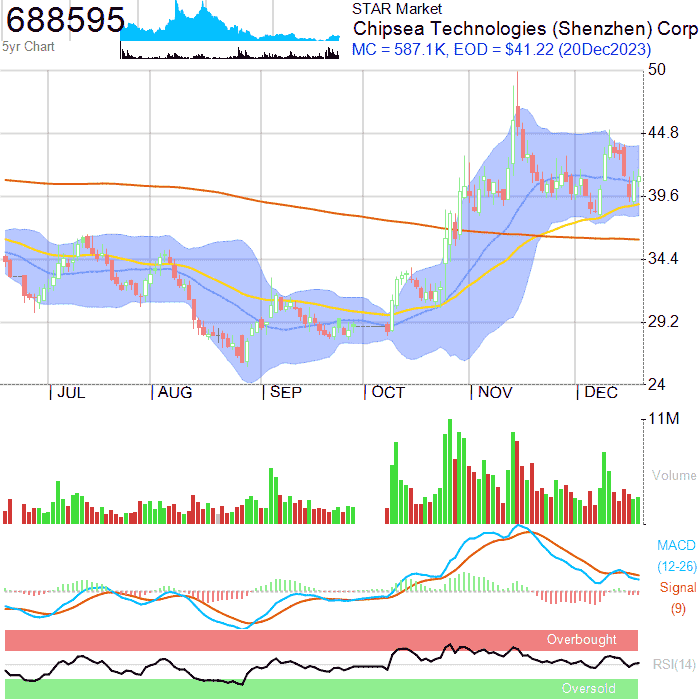 688595
5yr Chart
STAR Market
Chipsea Technologies (Shenzhen) Corp
MC = 587.1K, EOD = $41.22 (20Dec2023)
50
44.8
39.6
34.4
29.2
24
JUL
AUG
SEP
OCT
NOV
DEC
11M
Volume
MACD
(12-26)
Signal
(9)
Overbought
RSI(14)
Oversold